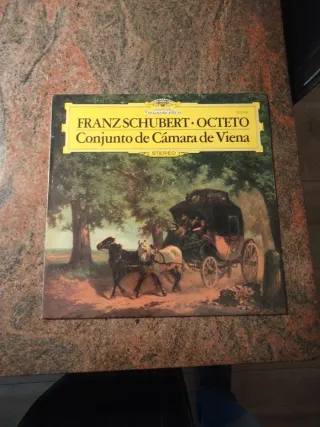 FRANZ SCHUBERT · OCTETO
Conjunto de Cámara de Viena
STEREO